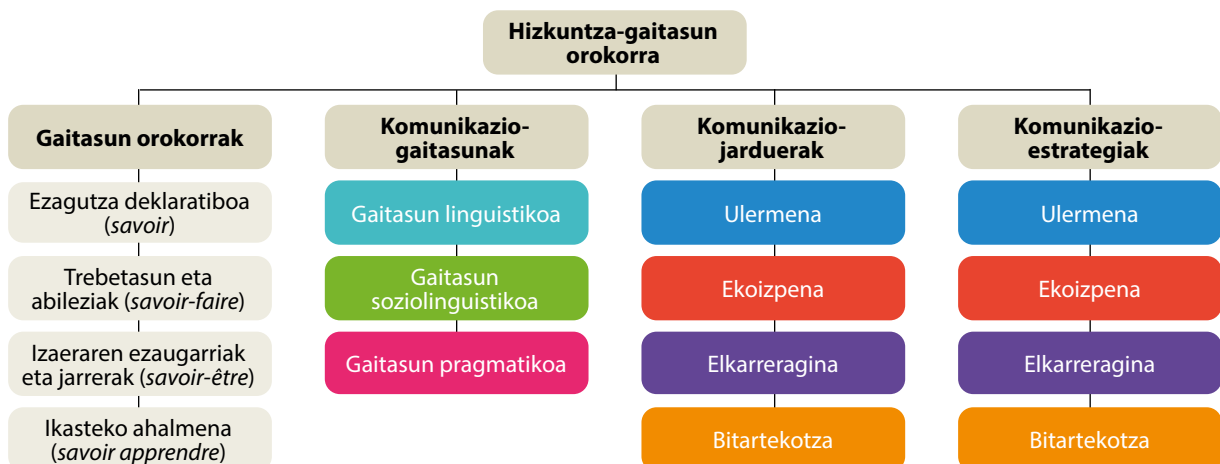 Hizkuntza-gaitasun
orokorra
Gaitasun orokorrak
Ezagutza deklaratiboa
(savoir)
Trebetasun eta
abileziak (savoir-faire)
Izaeraren ezaugarriak
eta jarrerak (savoir-être)
Ikasteko ahalmena
(savoir apprendre)
Komunikazio-
gaitasunak
Gaitasun linguistikoa
Gaitasun
soziolinguistikoa
Gaitasun pragmatikoa
Komunikazio-
jarduerak
Ulermena
Ekoizpena
Elkarreragina
Bitartekotza
Komunikazio-
estrategiak
Ulermena
Ekoizpena
Elkarreragina
Bitartekotza